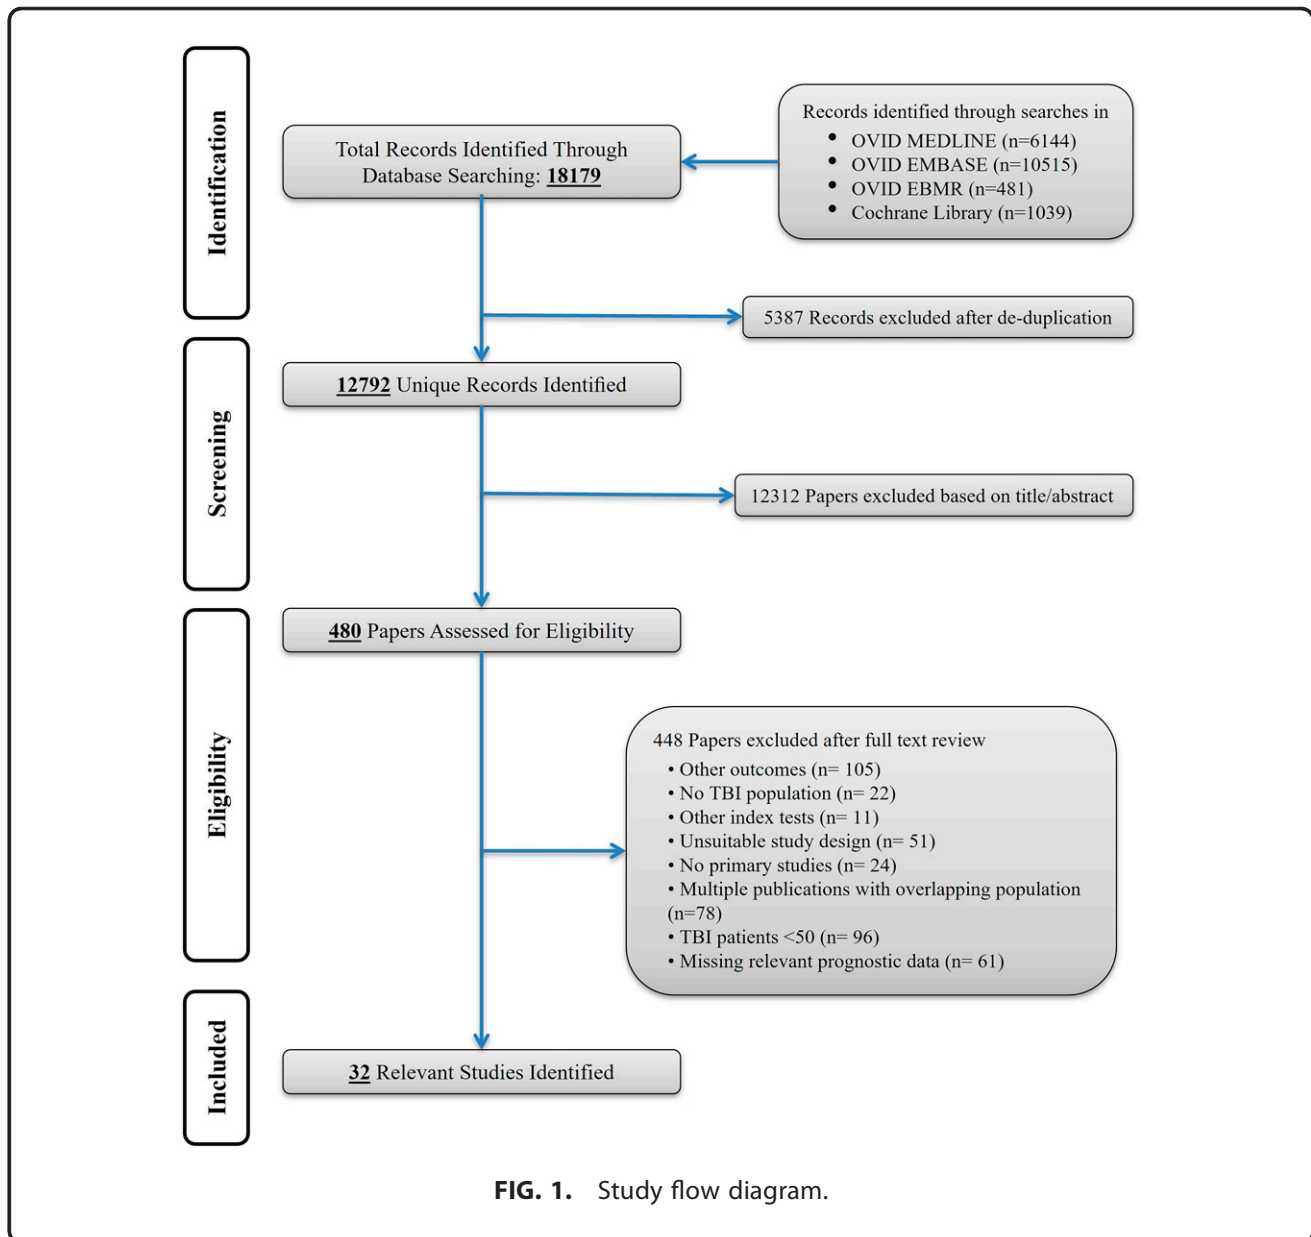 Identification
Total Records Identified Through
Database Searching: 18179
Records identified through searches in
• OVID MEDLINE (n=6144)
• OVID EMBASE (n=10515)
• OVID EBMR (n=481)
• Cochrane Library (n=1039)
5387 Records excluded after de-duplication
Screening
12792 Unique Records Identified
12312 Papers excluded based on title/abstract
Eligibility
480 Papers Assessed for Eligibility
448 Papers excluded after full text review
• Other outcomes (n= 105)
• No TBI population (n= 22)
• Other index tests (n= 11)
• Unsuitable study design (n= 51)
• No primary studies (n= 24)
• Multiple publications with overlapping population
(n=78)
• TBI patients <50 (n= 96)
• Missing relevant prognostic data (n= 61)
Included
32 Relevant Studies Identified
FIG. 1. Study flow diagram.